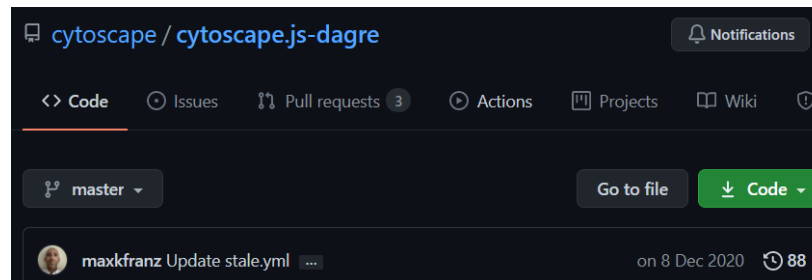 cytoscape / cytoscape.js-dagre Notifications
Code Issues Pull requests 3 Actions Projects Wiki
master Go to file Code
maxkfranz Update stale.yml ... on 8 Dec 2020 88